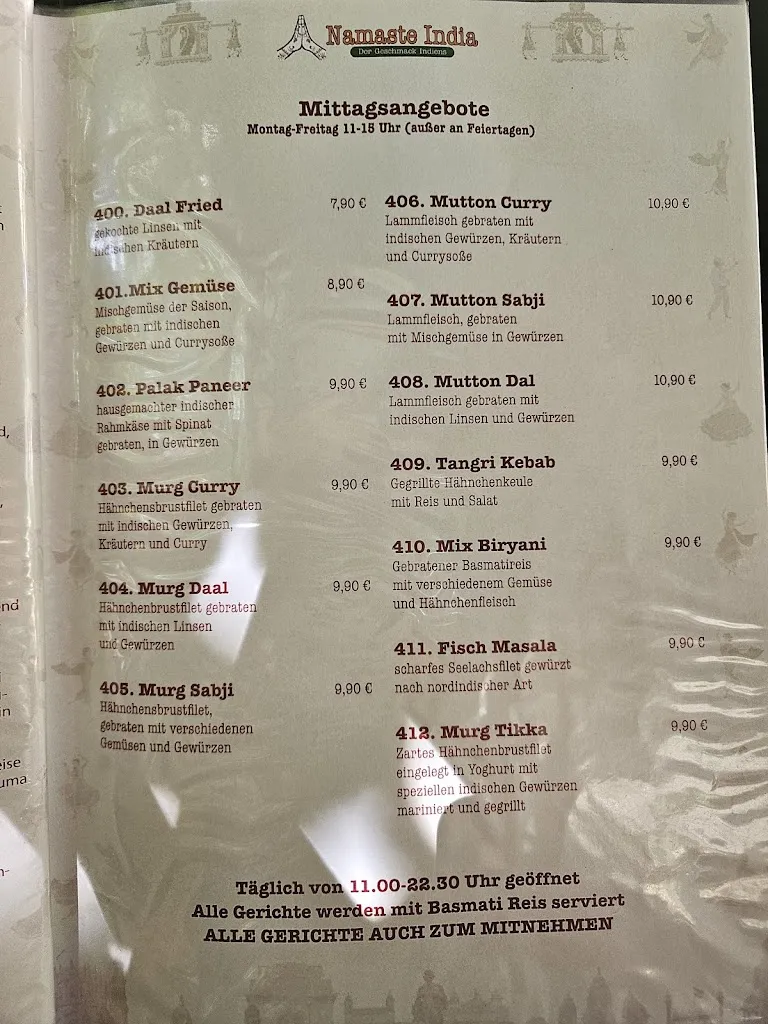 Namaste India
Der Geschmack Indiens
Mittagsangebote
Montag-Freitag 11-15 Uhr (außer an Feiertagen)
400. Daal Fried 7,90 €
gekochte Linsen mit
indischen Kräutern
401.Mix Gemüse 8,90 €
Mischgemüse der Saison,
gebraten mit indischen
Gewürzen und Currysoße
402. Palak Paneer 9,90 €
hausgemachter indischer
Rahmkäse mit Spinat
gebraten, in Gewürzen
403. Murg Curry 9,90 €
Hähnchensbrustfilet gebraten
mit indischen Gewürzen,
Kräutern und Curry
404. Murg Daal 9,90 €
Hähnchenbrustfilet gebraten
mit indischen Linsen
und Gewürzen
405. Murg Sabji 9,90 €
Hähnchensbrustfilet,
gebraten mit verschiedenen
Gemüsen und Gewürzen
406. Mutton Curry 10,90 €
Lammfleisch gebraten mit
indischen Gewürzen, Kräutern
und Currysoße
407. Mutton Sabji 10,90 €
Lammfleisch, gebraten
mit Mischgemüse in Gewürzen
408. Mutton Dal 10,90 €
Lammfleisch gebraten mit
indischen Linsen und Gewürzen
409. Tangri Kebab 9,90 €
Gegrillte Hähnchenkeule
mit Reis und Salat
410. Mix Biryani 9,90 €
Gebratener Basmatireis
mit verschiedenem Gemüse
und Hähnchenfleisch
411. Fisch Masala 9,90 €
scharfes Seelachsfilet gewürzt
nach nordindischer Art
412. Murg Tikka 9,90 €
Zartes Hähnchenbrustfilet
eingelegt in Yoghurt mit
speziellen indischen Gewürzen
mariniert und gegrillt
Täglich von 11.00-22.30 Uhr geöffnet
Alle Gerichte werden mit Basmati Reis serviert
ALLE GERICHTE AUCH ZUM MITNEHMEN